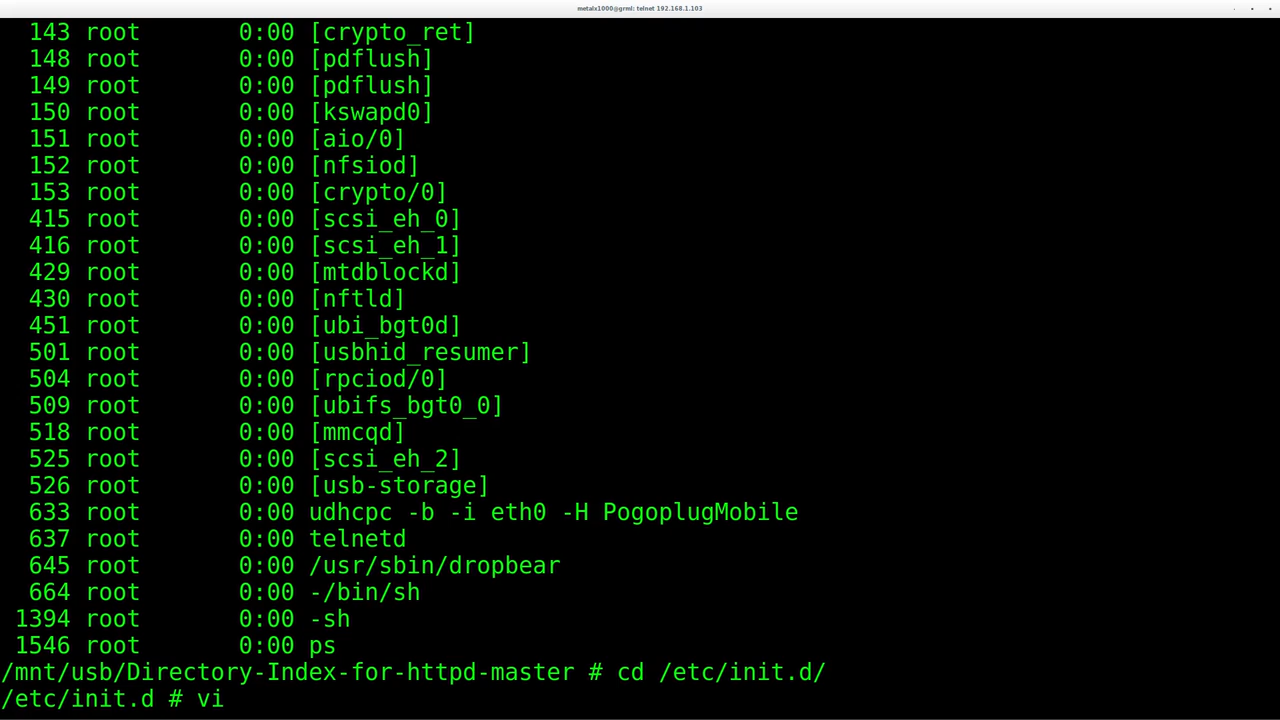 metalx1000@grml: telnet 192.168.1.103
143 root       0:00 [crypto_ret]
148 root       0:00 [pdflush]
149 root       0:00 [pdflush]
150 root       0:00 [kswapd0]
151 root       0:00 [aio/0]
152 root       0:00 [nfsiod]
153 root       0:00 [crypto/0]
415 root       0:00 [scsi_eh_0]
416 root       0:00 [scsi_eh_1]
429 root       0:00 [mtdblockd]
430 root       0:00 [nftld]
451 root       0:00 [ubi_bgt0d]
501 root       0:00 [usbhid_resumer]
504 root       0:00 [rpciod/0]
509 root       0:00 [ubifs_bgt0_0]
518 root       0:00 [mmcqd]
525 root       0:00 [scsi_eh_2]
526 root       0:00 [usb-storage]
633 root       0:00 udhcpc -b -i eth0 -H PogoplugMobile
637 root       0:00 telnetd
645 root       0:00 /usr/sbin/dropbear
664 root       0:00 -/bin/sh
1394 root       0:00 -sh
1546 root       0:00 ps
/mnt/usb/Directory-Index-for-httpd-master # cd /etc/init.d/
/etc/init.d # vi